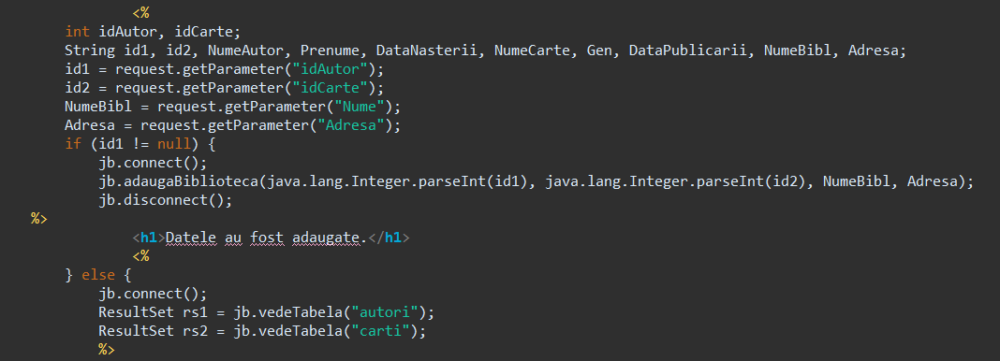 <%
int idAutor, idCarte;
String id1, id2, NumeAutor, Prenume, DataNasterii, NumeCarte, Gen, DataPublicarii, NumeBibl, Adresa;
id1 = request.getParameter("idAutor");
id2 = request.getParameter("idCarte");
NumeBibl = request.getParameter("Nume");
Adresa = request.getParameter("Adresa");
if (id1 != null) {
jb.connect();
jb.adaugaBiblioteca(java.lang.Integer.parseInt(id1), java.lang.Integer.parseInt(id2), NumeBibl, Adresa);
jb.disconnect();
%>
<h1>Datele au fost adaugate.</h1>
<%
} else {
jb.connect();
ResultSet rs1 = jb.vedeTabela("autori");
ResultSet rs2 = jb.vedeTabela("carti");
%>